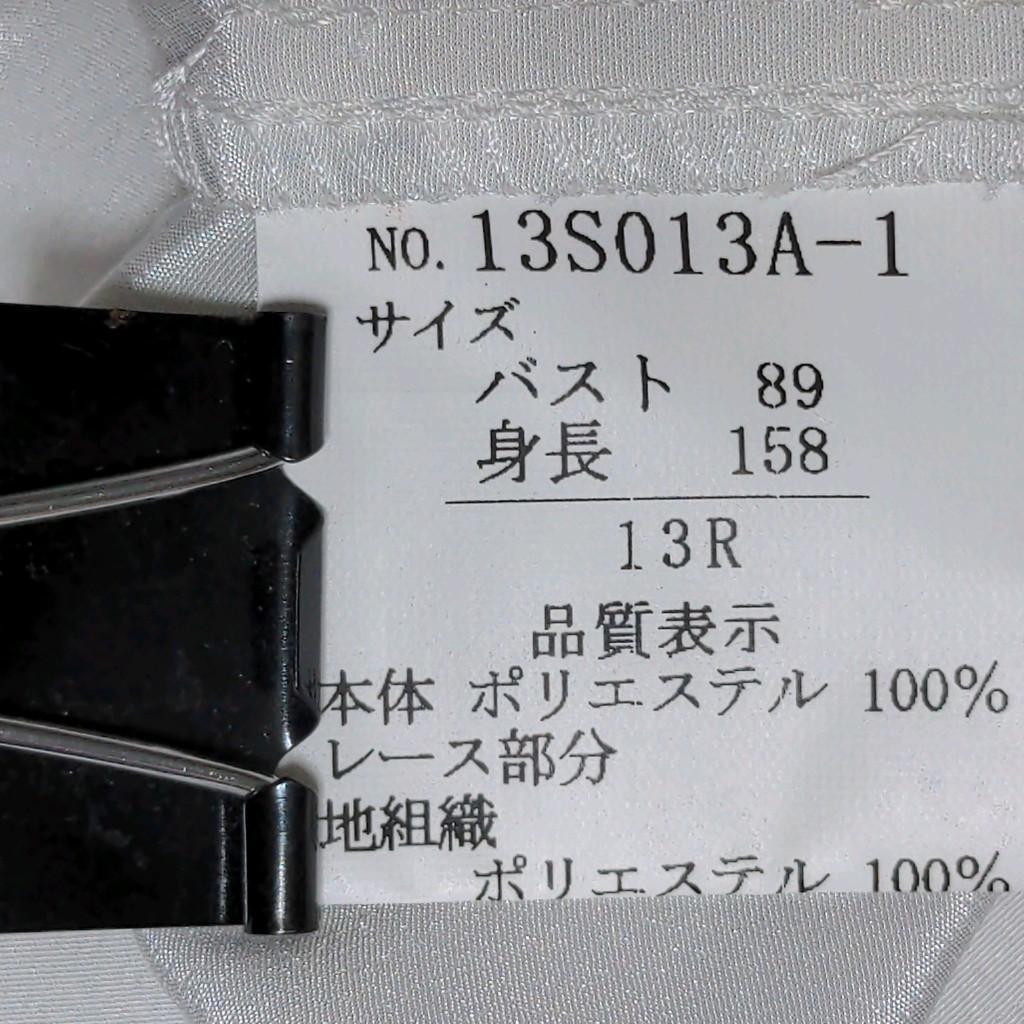 NO. 13S013A-1
サイズ
バスト 89
身長 158
13R
品質表示
本体 ポリエステル 100%
レース部分
地組織
ポリエステル 100%